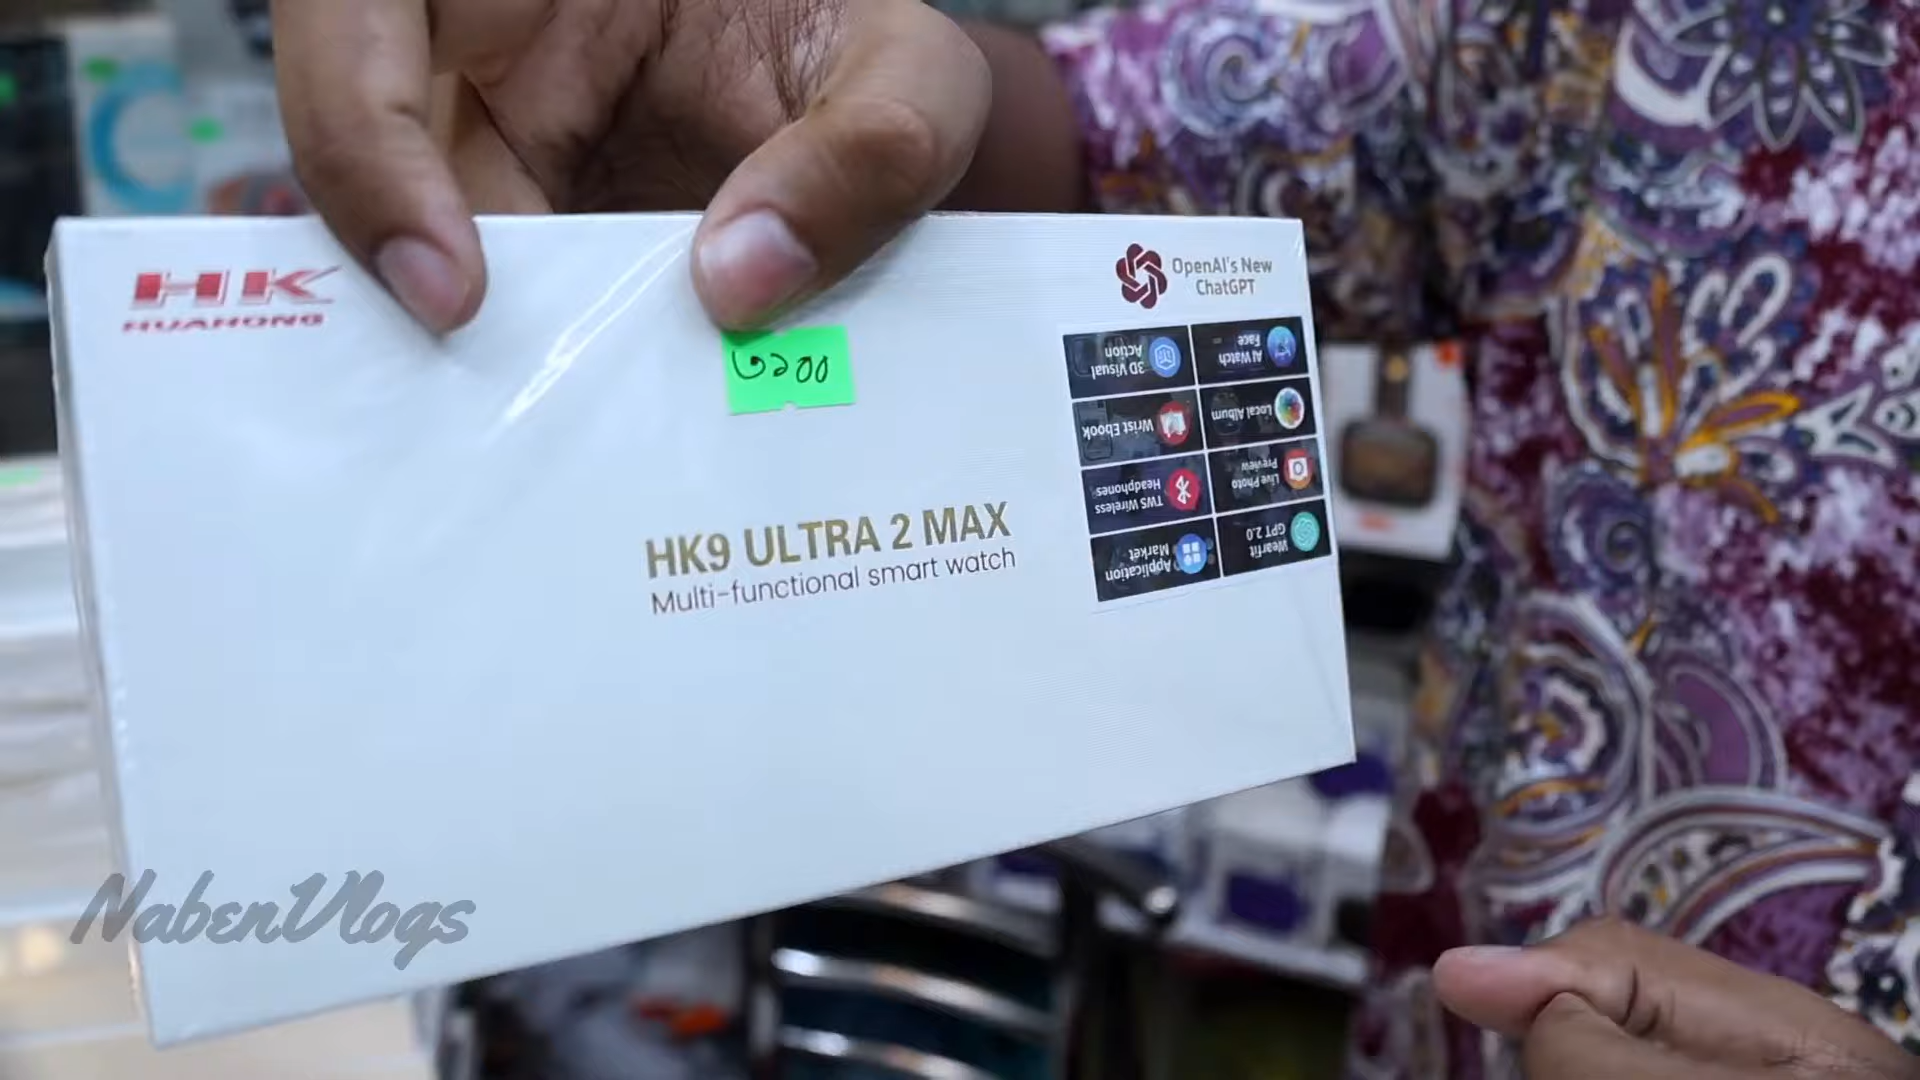 HK
HUAHONG
OpenAI's New
ChatGPT
৩২০০
Wearfit
GPT 2.0
Application
Market
Live Photo
Preview
TWS Wireless
Headphones
Local Album
Wrist Ebook
AI Watch
Face
3D Visual
Action
HK9 ULTRA 2 MAX
Multi-functional smart watch
NabenVlogs